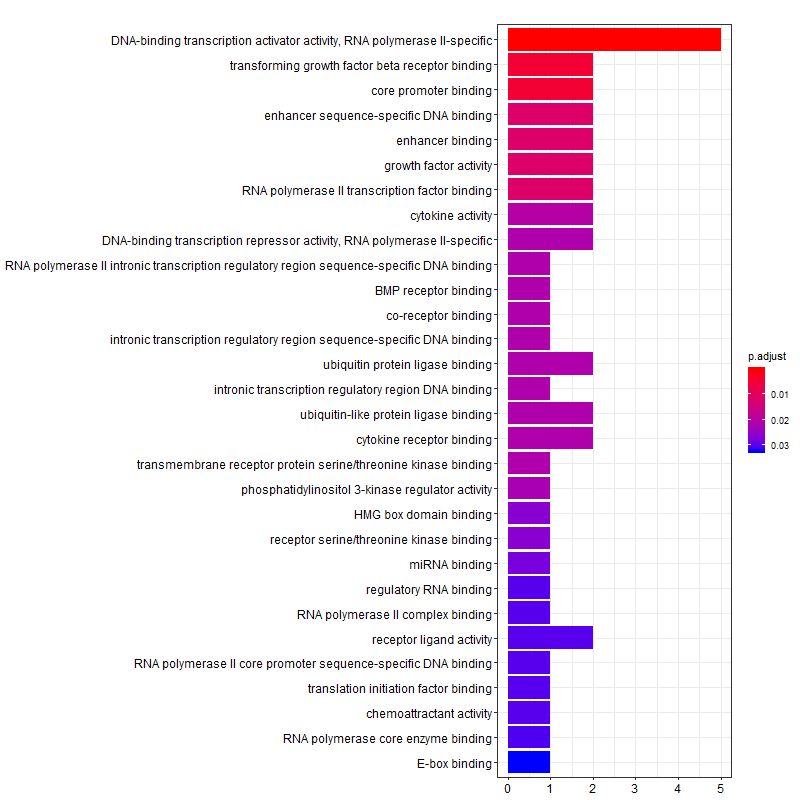 DNA-binding transcription activator activity, RNA polymerase II-specific
transforming growth factor beta receptor binding
core promoter binding
enhancer sequence-specific DNA binding
enhancer binding
growth factor activity
RNA polymerase II transcription factor binding
cytokine activity
DNA-binding transcription repressor activity, RNA polymerase II-specific
RNA polymerase II intronic transcription regulatory region sequence-specific DNA binding
BMP receptor binding
co-receptor binding
intronic transcription regulatory region sequence-specific DNA binding
ubiquitin protein ligase binding
intronic transcription regulatory region DNA binding
ubiquitin-like protein ligase binding
cytokine receptor binding
transmembrane receptor protein serine/threonine kinase binding
phosphatidylinositol 3-kinase regulator activity
HMG box domain binding
receptor serine/threonine kinase binding
miRNA binding
regulatory RNA binding
RNA polymerase II complex binding
receptor ligand activity
RNA polymerase II core promoter sequence-specific DNA binding
translation initiation factor binding
chemoattractant activity
RNA polymerase core enzyme binding
E-box binding
0 1 2 3 4 5
p.adjust
0.01
0.02
0.03